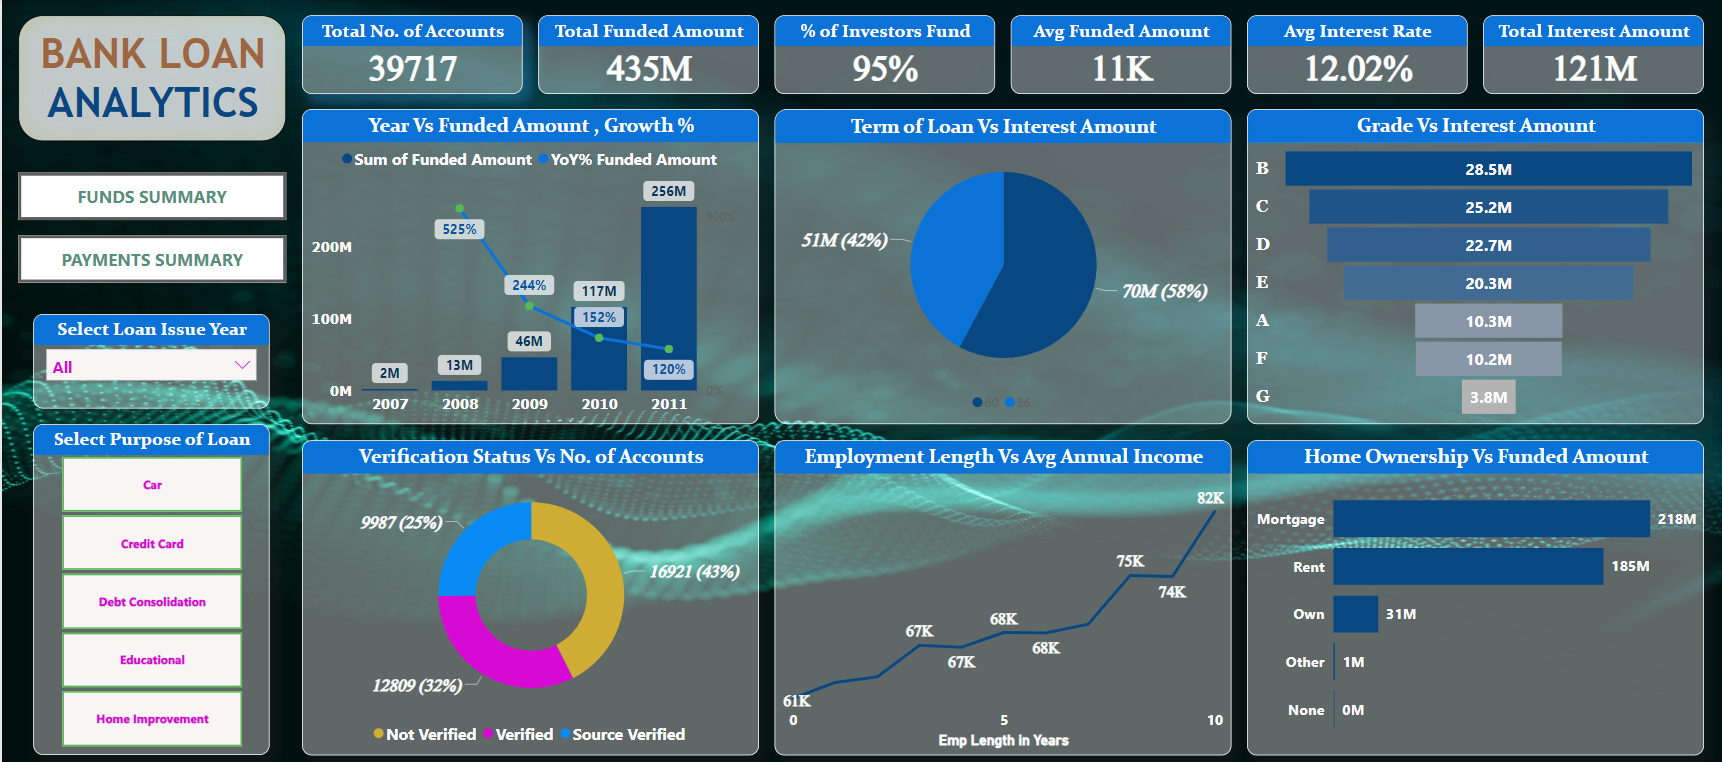 BANK LOAN
ANALYTICS
FUNDS SUMMARY
PAYMENTS SUMMARY
Select Loan Issue Year
All
Select Purpose of Loan
Car
Credit Card
Debt Consolidation
Educational
Home Improvement
Total No. of Accounts
39717
Total Funded Amount
435M
% of Investors Fund
95%
Avg Funded Amount
11K
Avg Interest Rate
12.02%
Total Interest Amount
121M
Year Vs Funded Amount , Growth %
Sum of Funded Amount YoY% Funded Amount
256M
500%
525%
200M
244%
117M
152%
100M
46M
13M
2M
120%
0M
0%
2007 2008 2009 2010 2011
Term of Loan Vs Interest Amount
51M (42%)
70M (58%)
60 36
Grade Vs Interest Amount
B 28.5M
C 25.2M
D 22.7M
E 20.3M
A 10.3M
F 10.2M
G 3.8M
Verification Status Vs No. of Accounts
9987 (25%)
16921 (43%)
12809 (32%)
Not Verified Verified Source Verified
Employment Length Vs Avg Annual Income
82K
75K
74K
68K
67K
68K
67K
61K
0 5 10
Emp Length in Years
Home Ownership Vs Funded Amount
Mortgage 218M
Rent 185M
Own 31M
Other 1M
None 0M